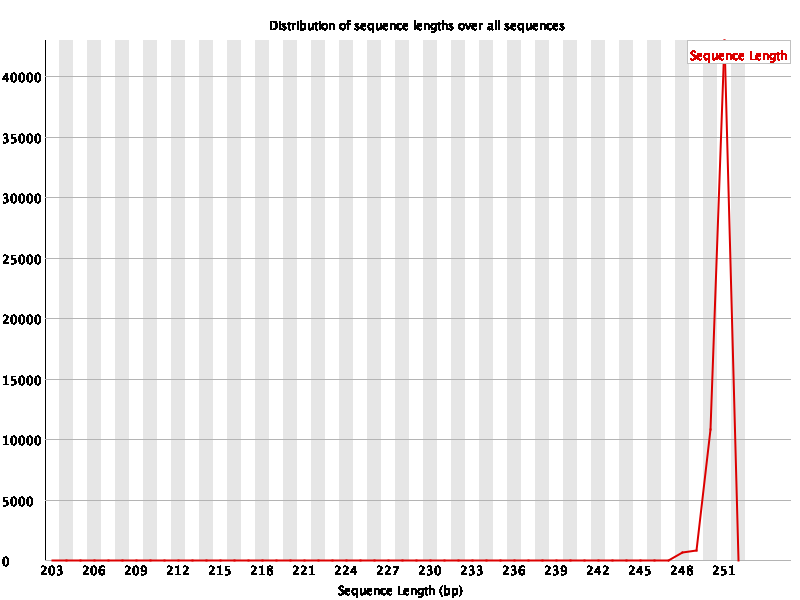 Distribution of sequence lengths over all sequences
Sequence Length
40000
35000
30000
25000
20000
15000
10000
5000
0
203 206 209 212 215 218 221 224 227 230 233 236 239 242 245 248 251
Sequence Length (bp)